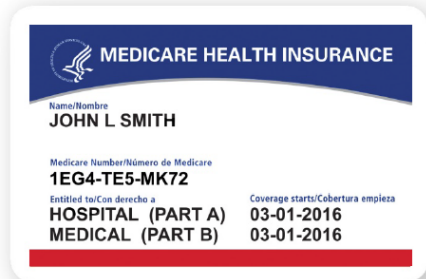 MEDICARE HEALTH INSURANCE
Name/Nombre
JOHN L SMITH
Medicare Number/Número de Medicare
1EG4-TE5-MK72
Entitled to/Con derecho a Coverage starts/Cobertura empieza
HOSPITAL (PART A) 03-01-2016
MEDICAL (PART B) 03-01-2016